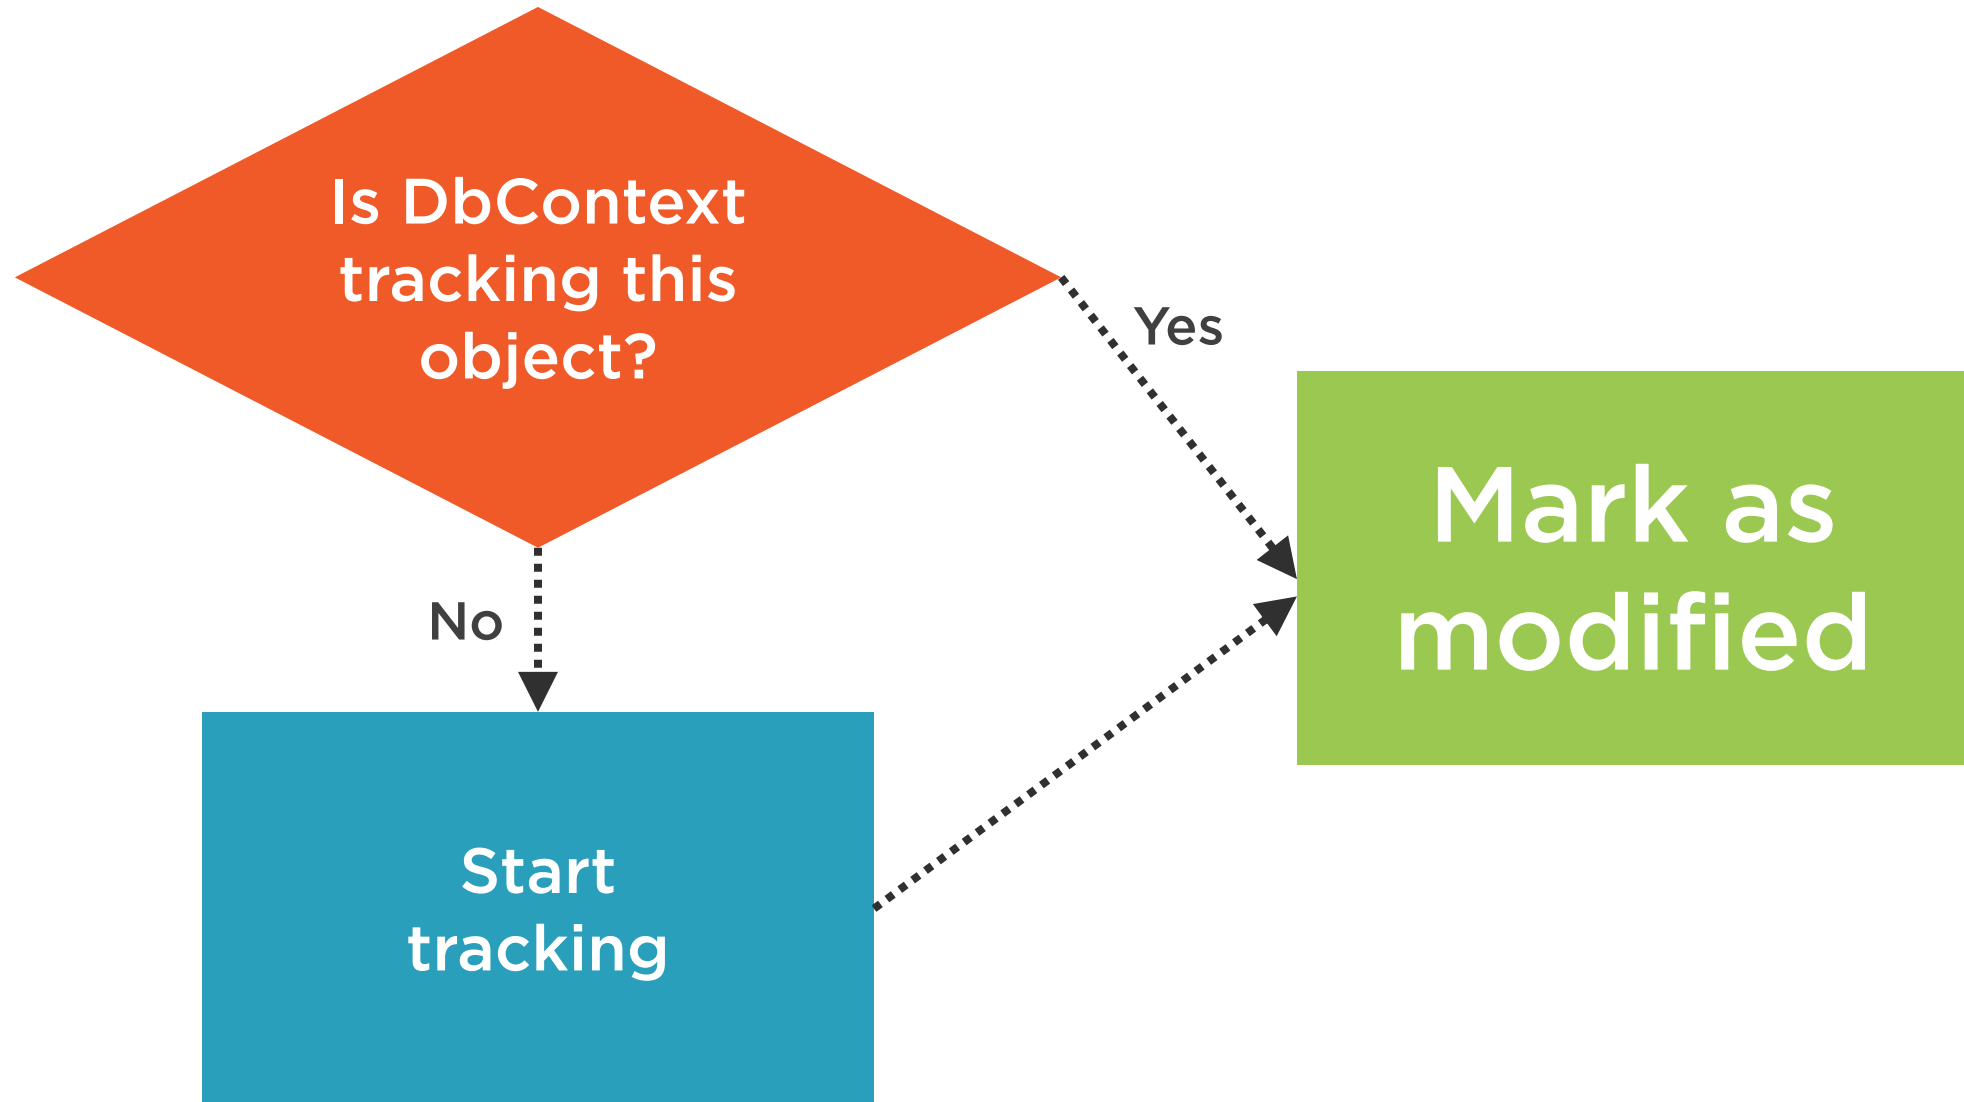 Is DbContext
tracking this
object?
Yes
Mark as
modified
No
Start
tracking